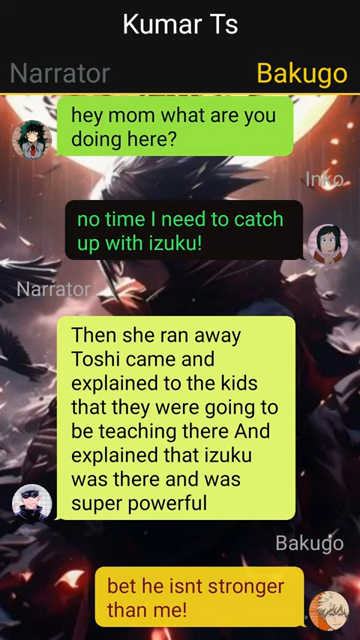 Kumar Ts
Narrator
Bakugo
hey mom what are you
doing here?
Inko
no time I need to catch
up with izuku!
Narrator
Then she ran away
Toshi came and
explained to the kids
that they were going to
be teaching there And
explained that izuku
was there and was
super powerful
Bakugo
bet he isnt stronger
than me!